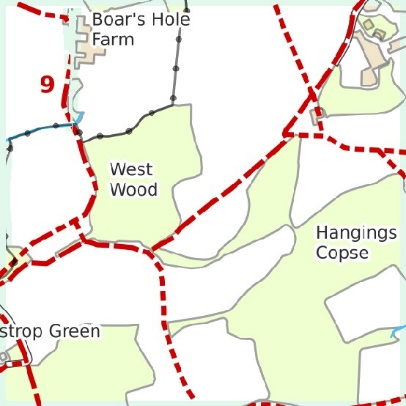 Boar's Hole
Farm
9
West
Wood
Hangings
Copse
strop Green